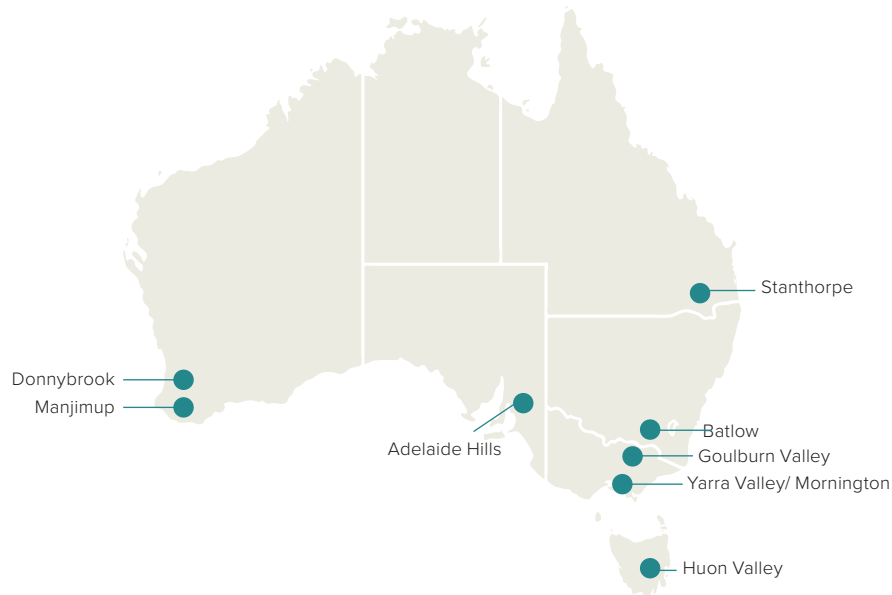 Stanthorpe
Donnybrook
Manjimup
Adelaide Hills
Batlow
Goulburn Valley
Yarra Valley/ Mornington
Huon Valley